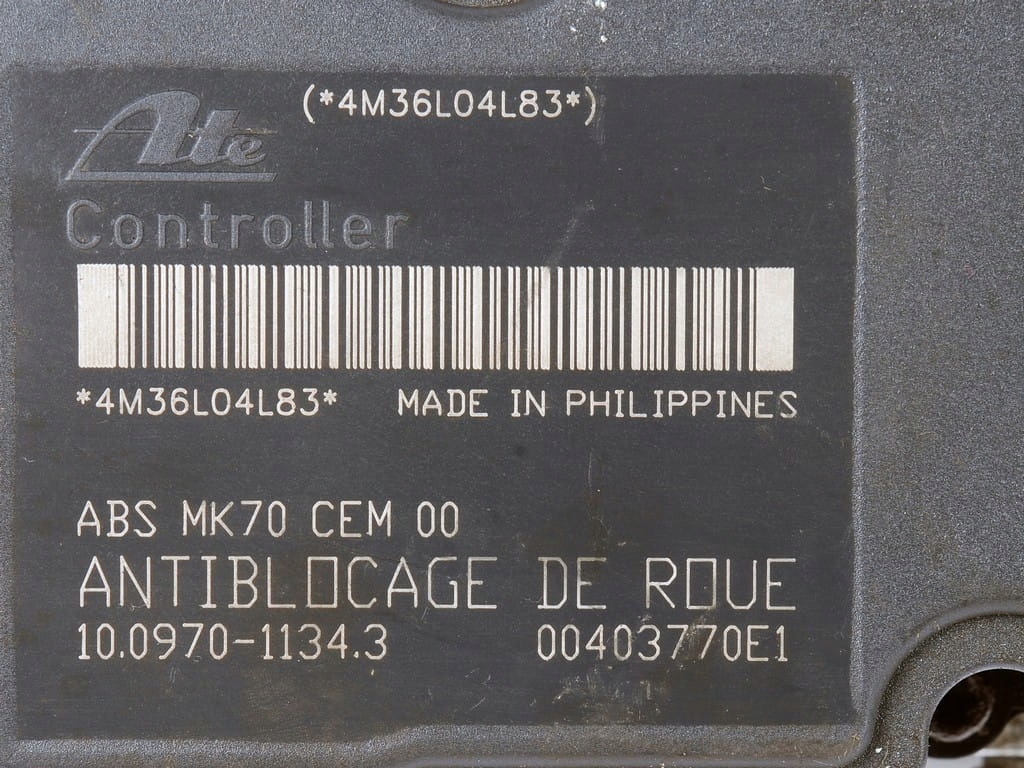 (*4M36L04L83*)
Ate
Controller
*4M36L04L83* MADE IN PHILIPPINES
ABS MK70 CEM 00
ANTIBLOCAGE DE ROUE
10.0970-1134.3 00403770E1